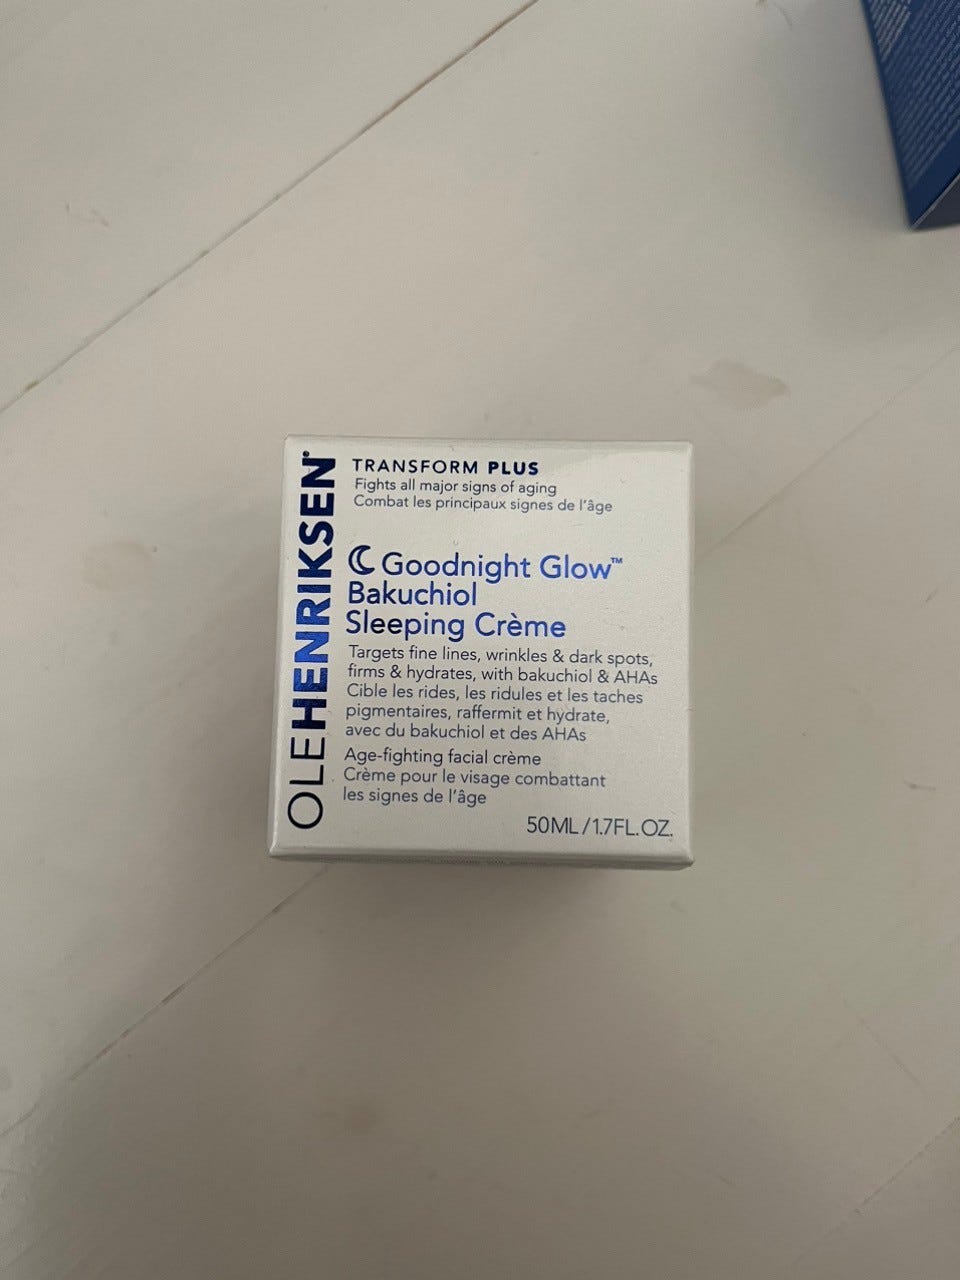 OLEHENRIKSEN®
TRANSFORM PLUS
Fights all major signs of aging
Combat les principaux signes de l'âge
Goodnight Glow™
Bakuchiol
Sleeping Crème
Targets fine lines, wrinkles & dark spots,
firms & hydrates, with bakuchiol & AHAs
Cible les rides, les ridules et les taches
pigmentaires, raffermit et hydrate,
avec du bakuchiol et des AHAs
Age-fighting facial crème
Crème pour le visage combattant
les signes de l'âge
50ML/1.7FL.OZ.